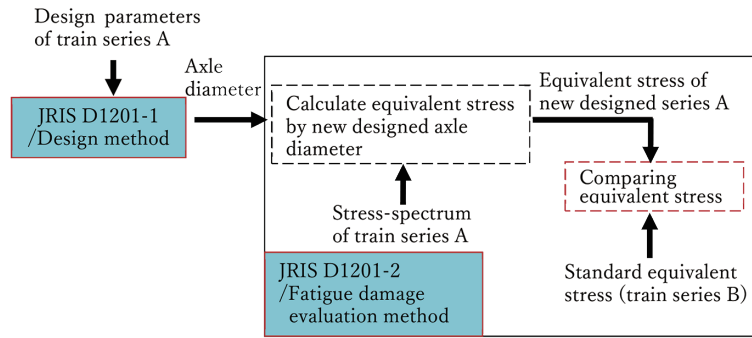 Design parameters
of train series A
JRIS D1201-1
/Design method
Axle
diameter
Calculate equivalent stress
by new designed axle
diameter
Equivalent stress of
new designed series A
Comparing
equivalent stress
Stress-spectrum
of train series A
JRIS D1201-2
/Fatigue damage
evaluation method
Standard equivalent
stress (train series B)